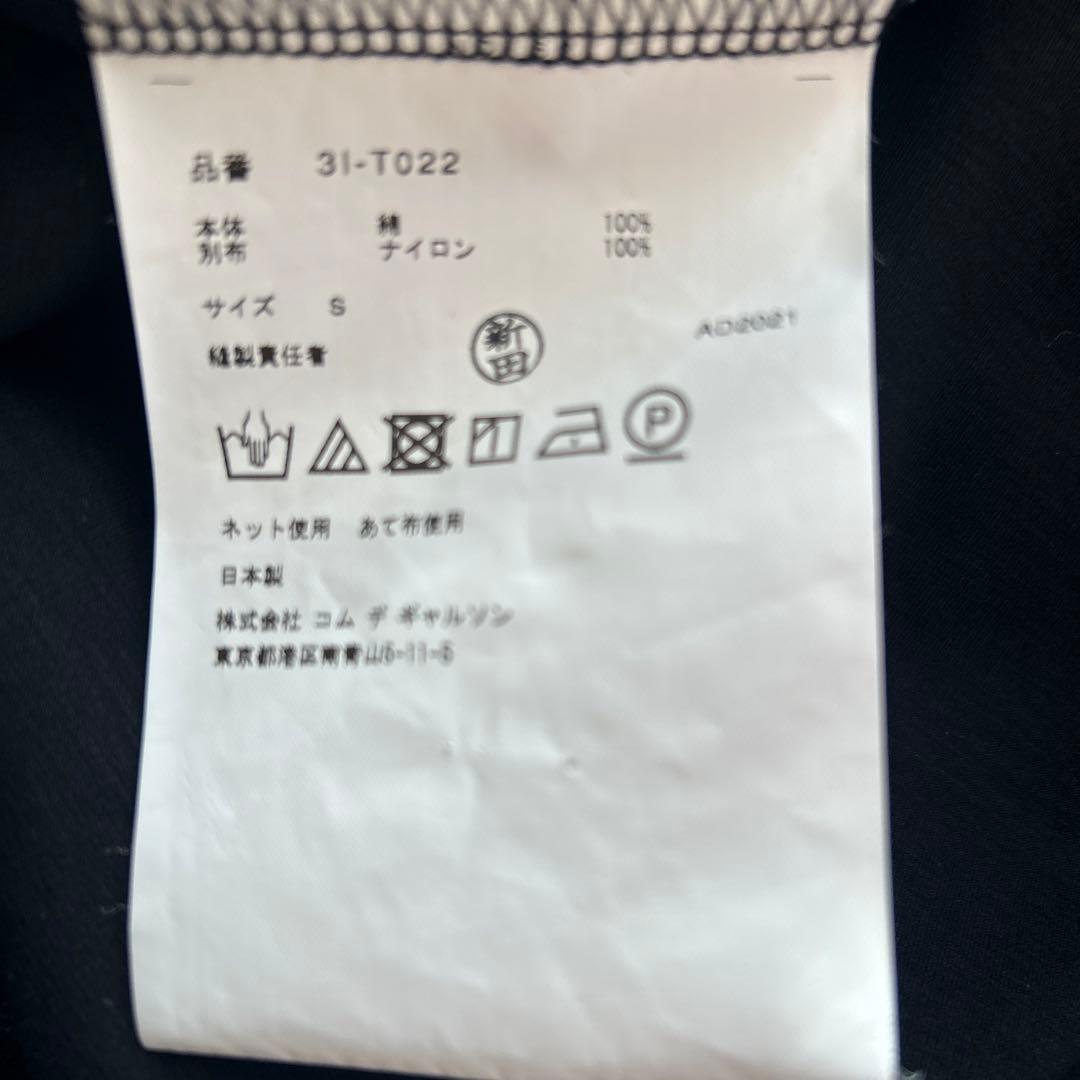 品番 3I-T022
本体 綿 100%
別布 ナイロン 100%
サイズ S
縫製責任者 新田
AD2021
P
ネット使用 あて布使用
日本製
株式会社 コム デ ギャルソン
東京都港区南青山5-11-5